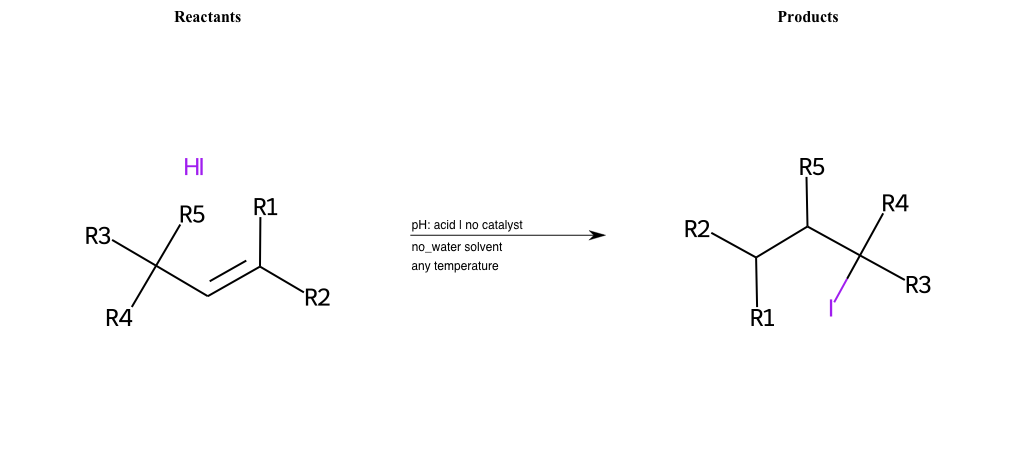 Reactants
Products
HI
R5
R1
R3
R4
R2
pH: acid | no catalyst
no_water solvent
any temperature
R5
R4
R2
R3
I
R1